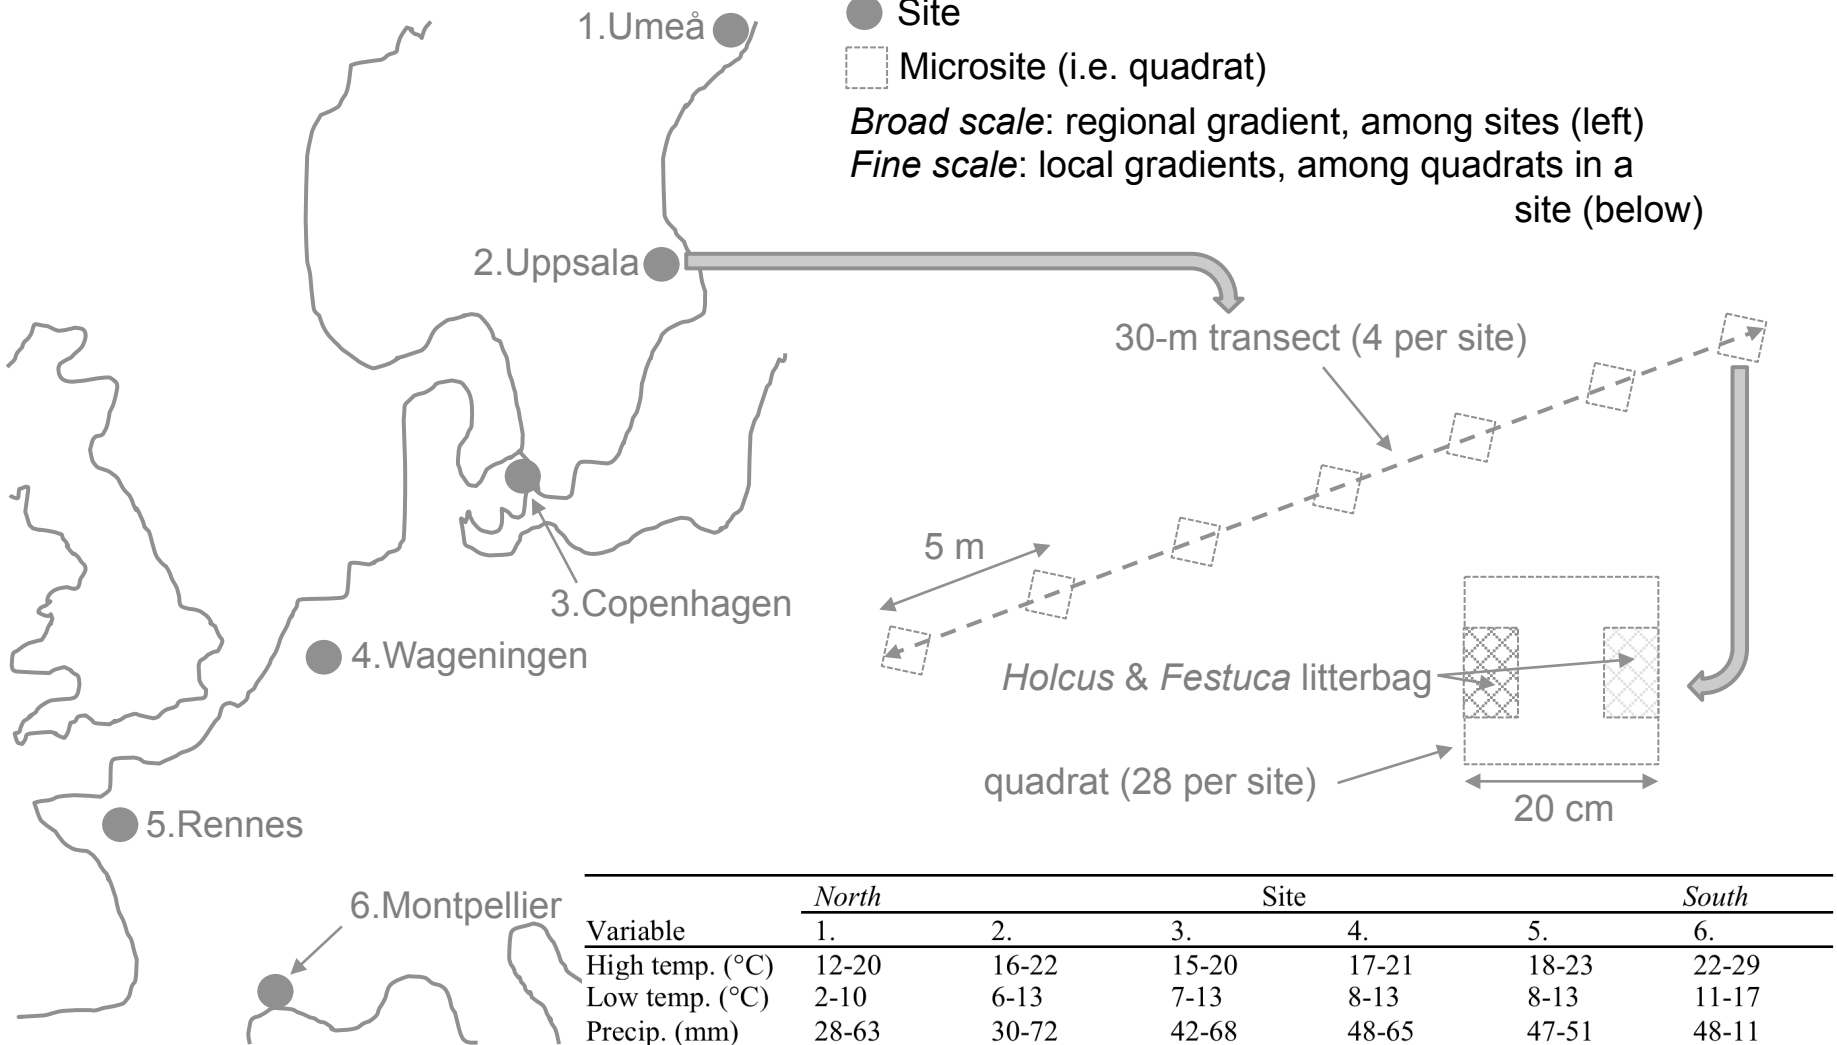 1.Umeå
Site
Microsite (i.e. quadrat)
Broad scale: regional gradient, among sites (left)
Fine scale: local gradients, among quadrats in a
site (below)
2.Uppsala
30-m transect (4 per site)
5 m
3.Copenhagen
4.Wageningen
Holcus & Festuca litterbag
quadrat (28 per site)
20 cm
5.Rennes
6.Montpellier
North Site South
Variable 1. 2. 3. 4. 5. 6.
High temp. (°C) 12-20 16-22 15-20 17-21 18-23 22-29
Low temp. (°C) 2-10 6-13 7-13 8-13 8-13 11-17
Precip. (mm) 28-63 30-72 42-68 48-65 47-51 48-11